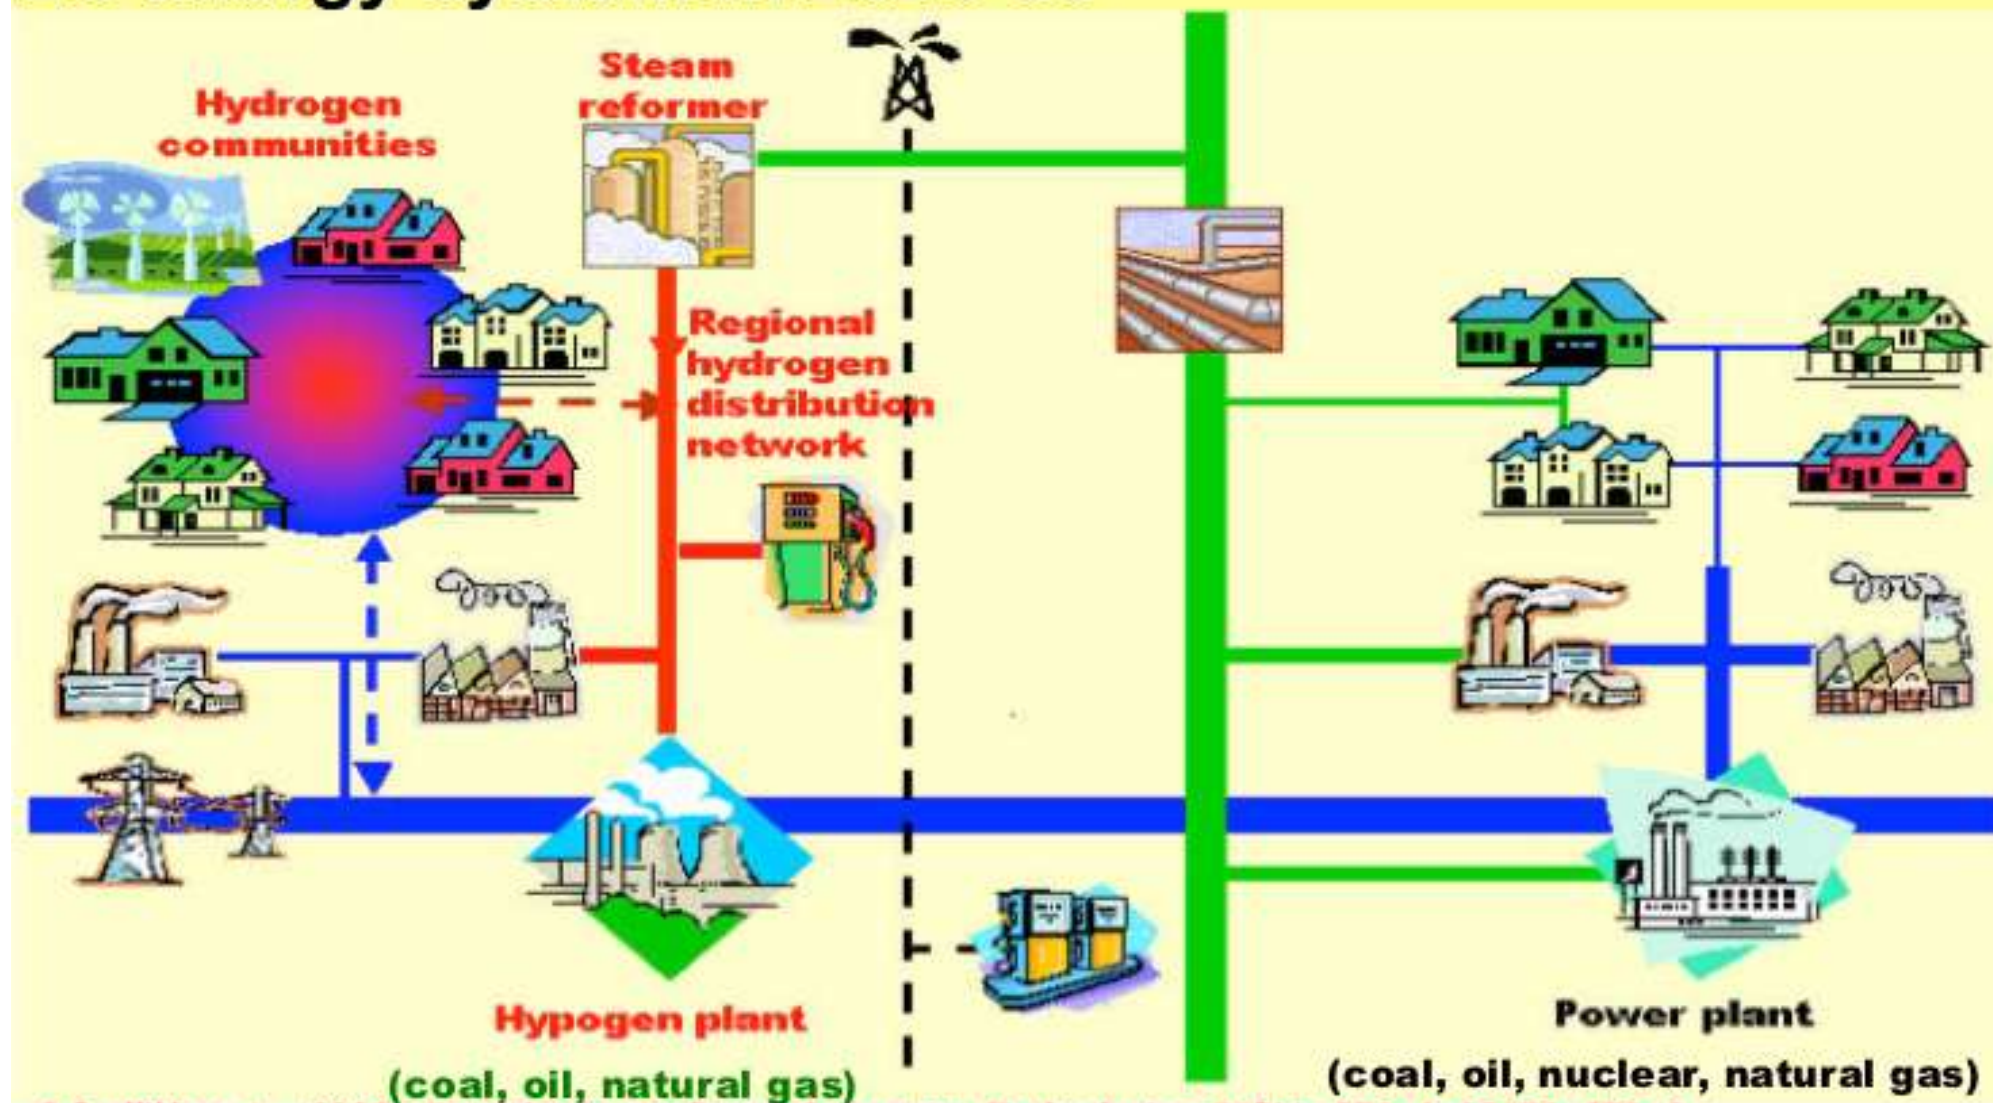 Steam
reformer
Hydrogen
communities
Regional
hydrogen
distribution
network
Hypogen plant
(coal, oil, natural gas)
Power plant
(coal, oil, nuclear, natural gas)